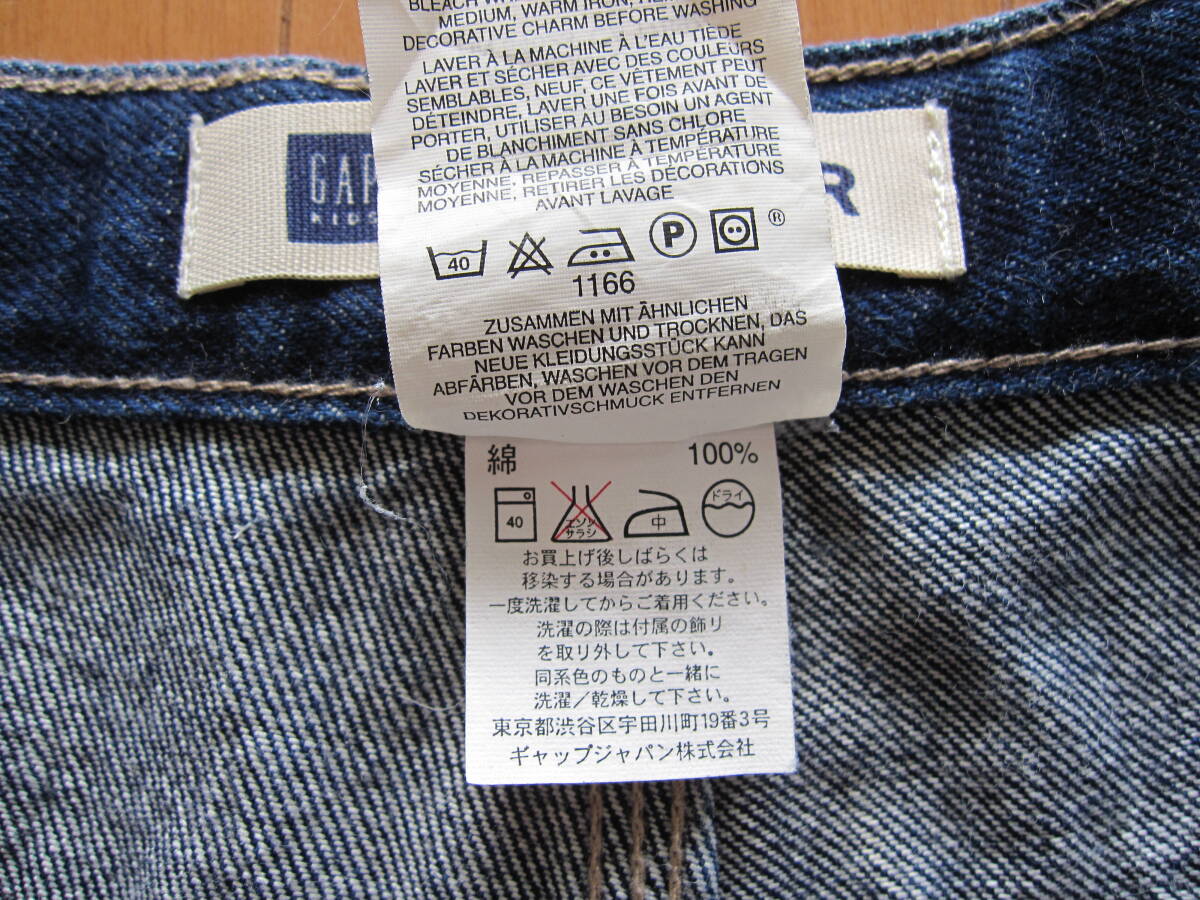 MEDIUM, WARM IRON,
DECORATIVE CHARM BEFORE WASHING
LAVER À LA MACHINE À L'EAU TIÈDE
LAVER ET SÉCHER AVEC DES COULEURS
SEMBLABLES, NEUF, CE VÊTEMENT PEUT
DÉTEINDRE, LAVER UNE FOIS AVANT DE
PORTER, UTILISER AU BESOIN UN AGENT
DE BLANCHIMENT SANS CHLORE
SÉCHER À LA MACHINE À TEMPÉRATURE
MOYENNE, REPASSER À TEMPÉRATURE
MOYENNE, RETIRER LES DÉCORATIONS
AVANT LAVAGE
GAP
KIDS
R
40 P ®
1166
ZUSAMMEN MIT ÄHNLICHEN
FARBEN WASCHEN UND TROCKNEN, DAS
NEUE KLEIDUNGSSTÜCK KANN
ABFÄRBEN, WASCHEN VOR DEM TRAGEN
VOR DEM WASCHEN DEN
DEKORATIVSCHMUCK ENTFERNEN
綿 100%
40 エンソ サラシ 中 ドライ
お買上げ後しばらくは
移染する場合があります。
一度洗濯してからご着用ください。
洗濯の際は付属の飾り
を取り外して下さい。
同系色のものと一緒に
洗濯/乾燥して下さい。
東京都渋谷区宇田川町19番3号
ギャップジャパン株式会社